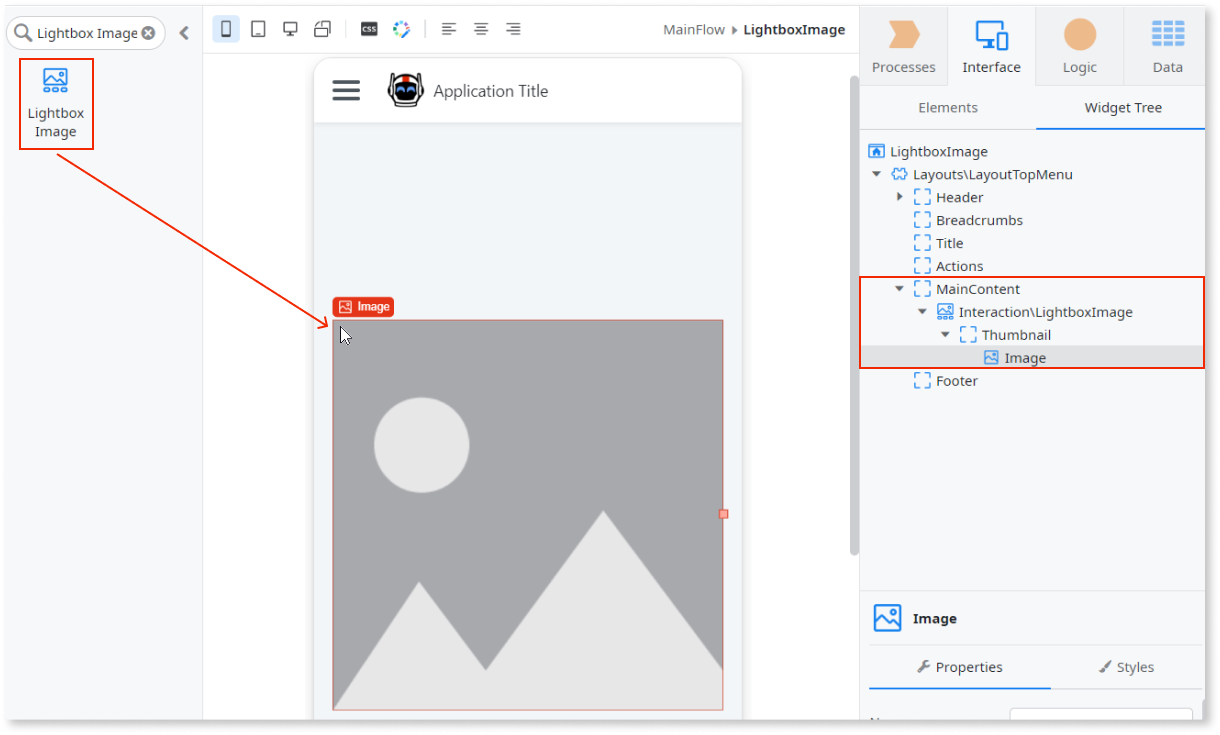 Lightbox Image
Lightbox
Image
css
MainFlow
LightboxImage
Application Title
Image
Processes
Interface
Logic
Data
Elements
Widget Tree
LightboxImage
Layouts\LayoutTopMenu
Header
Breadcrumbs
Title
Actions
MainContent
Interaction\LightboxImage
Thumbnail
Image
Footer
Image
Properties
Styles